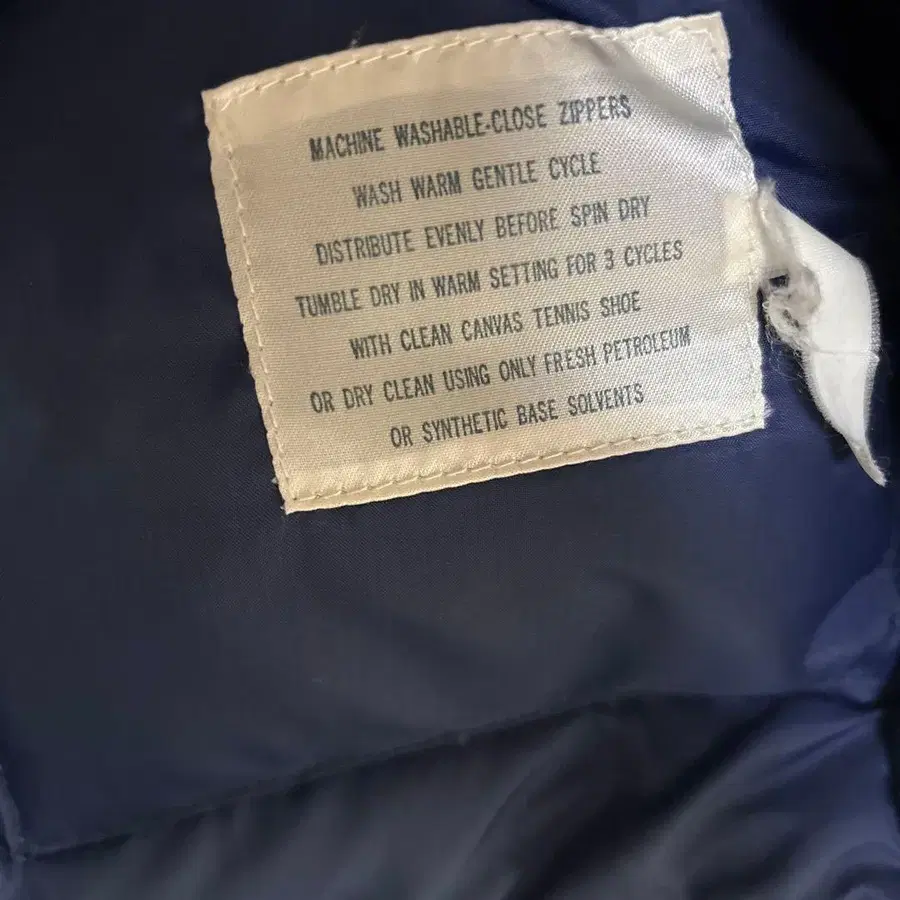 MACHINE WASHABLE-CLOSE ZIPPERS
WASH WARM GENTLE CYCLE
DISTRIBUTE EVENLY BEFORE SPIN DRY
TUMBLE DRY IN WARM SETTING FOR 3 CYCLES
WITH CLEAN CANVAS TENNIS SHOE
OR DRY CLEAN USING ONLY FRESH PETROLEUM
OR SYNTHETIC BASE SOLVENTS